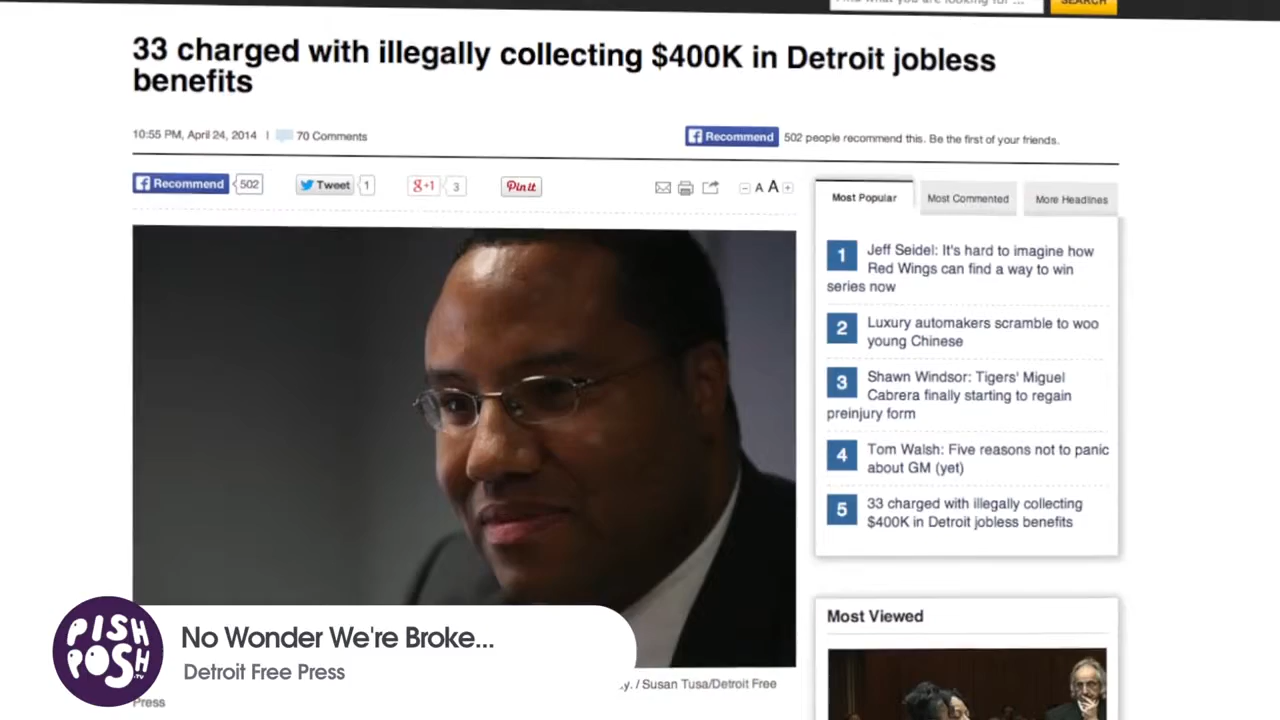 SEARCH
33 charged with illegally collecting $400K in Detroit jobless
benefits
10:55 PM, April 24, 2014 | 70 Comments
Recommend 502 people recommend this. Be the first of your friends.
Recommend 502 Tweet 1 g+1 3 Pin it A A
Most Popular Most Commented More Headlines
1 Jeff Seidel: It's hard to imagine how
Red Wings can find a way to win
series now
2 Luxury automakers scramble to woo
young Chinese
3 Shawn Windsor: Tigers' Miguel
Cabrera finally starting to regain
preinjury form
4 Tom Walsh: Five reasons not to panic
about GM (yet)
5 33 charged with illegally collecting
$400K in Detroit jobless benefits
Most Viewed
PISH
POSH
.TV
No Wonder We're Broke...
Detroit Free Press
y. / Susan Tusa/Detroit Free
Press